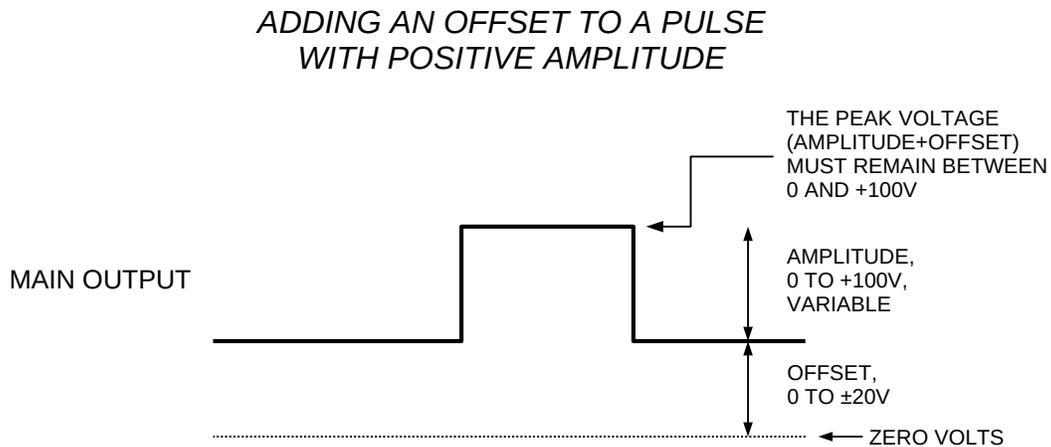 ADDING AN OFFSET TO A PULSE
WITH POSITIVE AMPLITUDE
THE PEAK VOLTAGE
(AMPLITUDE+OFFSET)
MUST REMAIN BETWEEN
0 AND +100V
MAIN OUTPUT
AMPLITUDE,
0 TO +100V,
VARIABLE
OFFSET,
0 TO ±20V
ZERO VOLTS